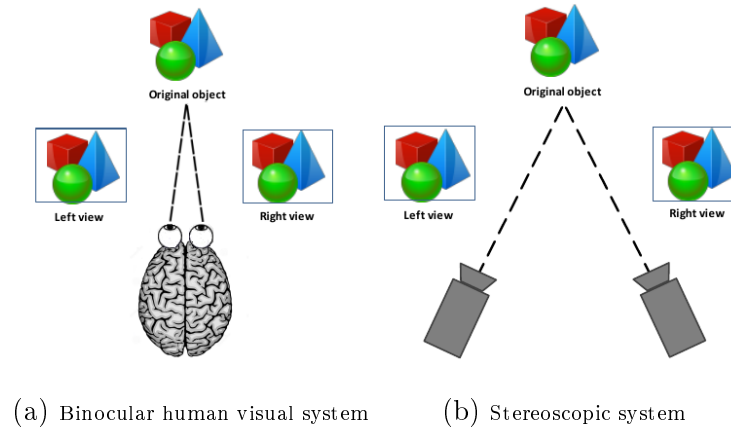 Original object
Left view
Right view
(a) Binocular human visual system
Original object
Left view
Right view
(b) Stereoscopic system